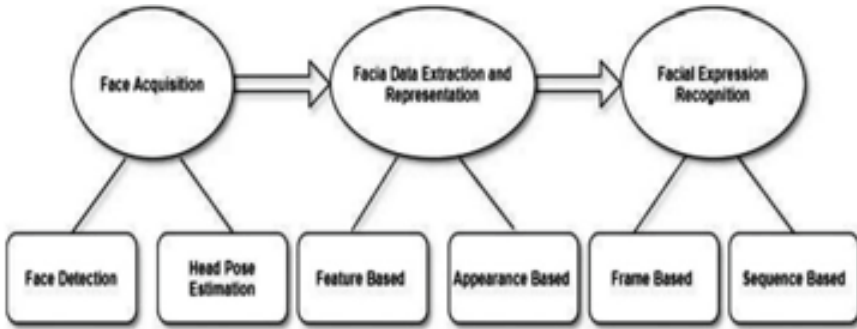 Face Acquisition
Facia Data Extraction and
Representation
Facial Expression
Recognition
Face Detection
Head Pose
Estimation
Feature Based
Appearance Based
Frame Based
Sequence Based